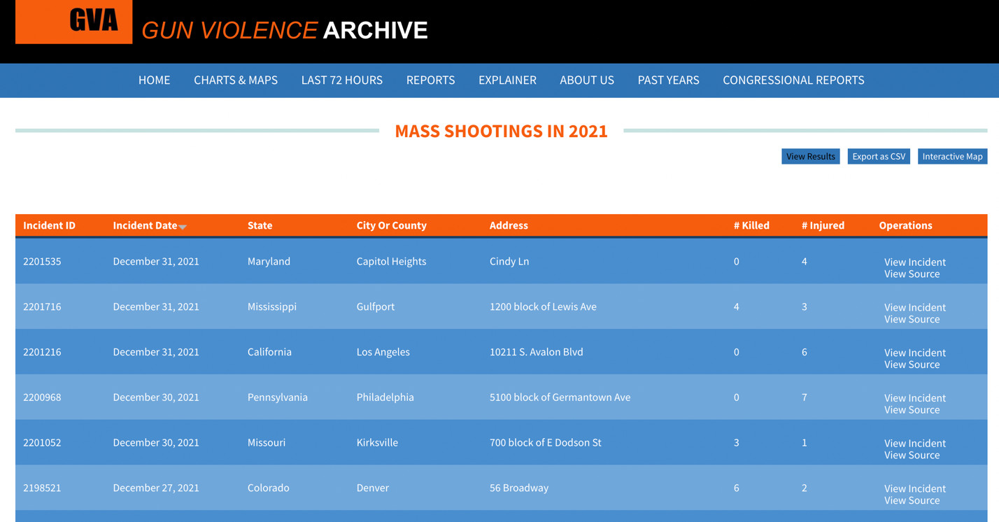 GVA
GUN VIOLENCE ARCHIVE
HOME CHARTS & MAPS LAST 72 HOURS REPORTS EXPLAINER ABOUT US PAST YEARS CONGRESSIONAL REPORTS
MASS SHOOTINGS IN 2021
View Results Export as CSV Interactive Map
Incident ID Incident Date State City Or County Address # Killed # Injured Operations
2201535 December 31, 2021 Maryland Capitol Heights Cindy Ln 0 4 View Incident
View Source
2201716 December 31, 2021 Mississippi Gulfport 1200 block of Lewis Ave 4 3 View Incident
View Source
2201216 December 31, 2021 California Los Angeles 10211 S. Avalon Blvd 0 6 View Incident
View Source
2200968 December 30, 2021 Pennsylvania Philadelphia 5100 block of Germantown Ave 0 7 View Incident
View Source
2201052 December 30, 2021 Missouri Kirksville 700 block of E Dodson St 3 1 View Incident
View Source
2198521 December 27, 2021 Colorado Denver 56 Broadway 6 2 View Incident
View Source